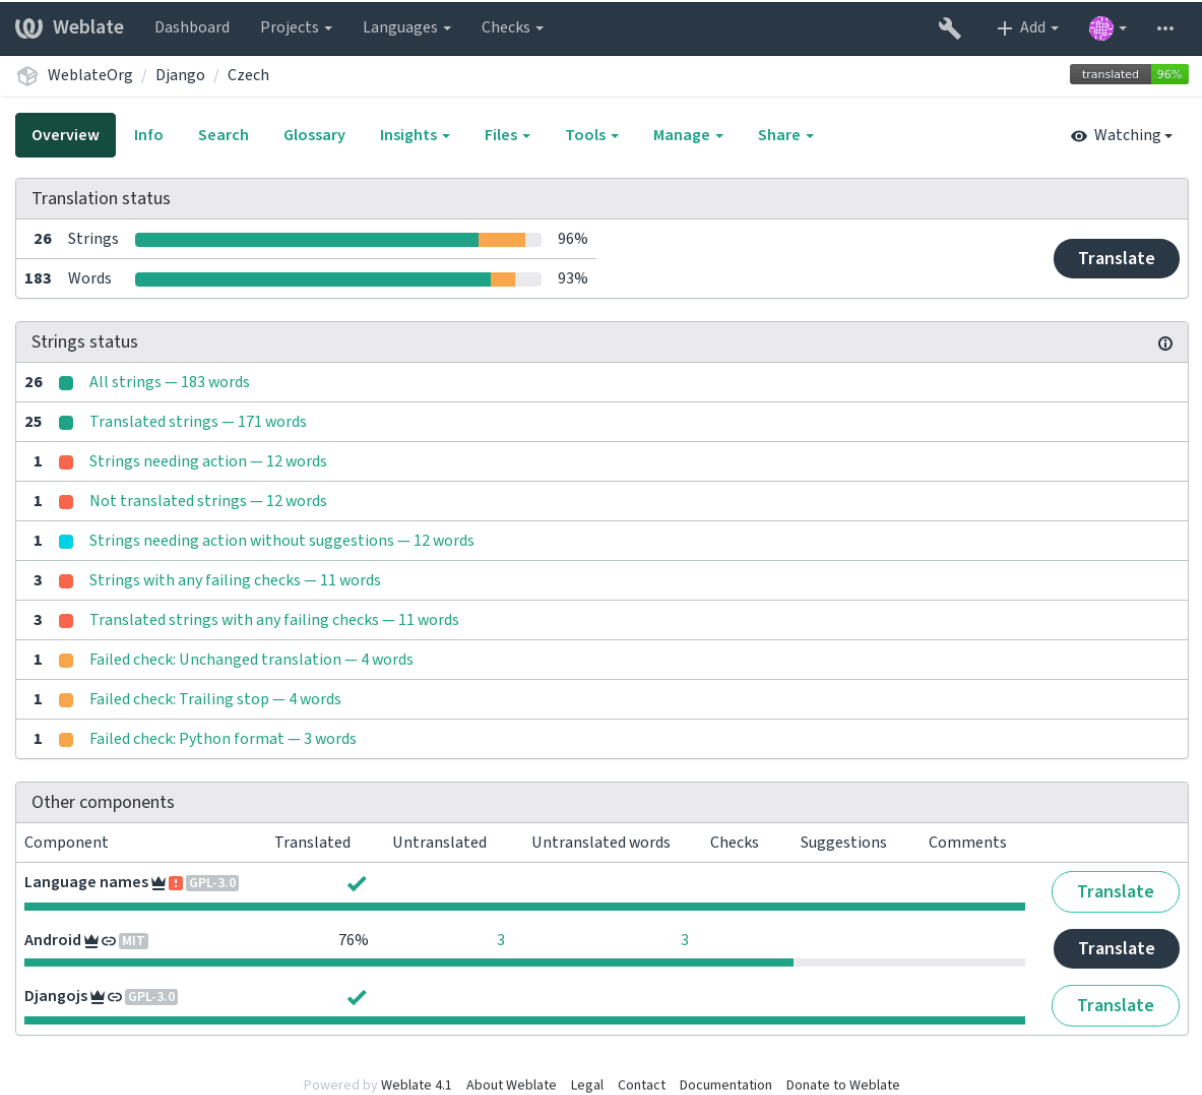 Weblate Dashboard Projects Languages Checks Add
WeblateOrg / Django / Czech translated 96%
Overview Info Search Glossary Insights Files Tools Manage Share Watching
Translation status
26 Strings 96%
Translate
183 Words 93%
Strings status
26 All strings — 183 words
25 Translated strings — 171 words
1 Strings needing action — 12 words
1 Not translated strings — 12 words
1 Strings needing action without suggestions — 12 words
3 Strings with any failing checks — 11 words
3 Translated strings with any failing checks — 11 words
1 Failed check: Unchanged translation — 4 words
1 Failed check: Trailing stop — 4 words
1 Failed check: Python format — 3 words
Other components
Component Translated Untranslated Untranslated words Checks Suggestions Comments
Language names GPL-3.0 Translate
Android MIT 76% 3 3 Translate
Djangojs GPL-3.0 Translate
Powered by Weblate 4.1 About Weblate Legal Contact Documentation Donate to Weblate